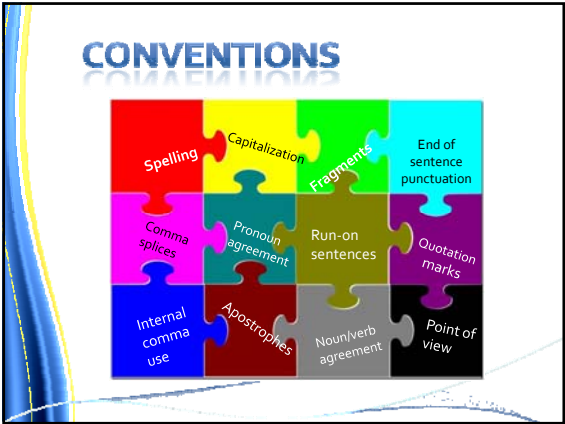 CONVENTIONS
Spelling
Capitalization
Fragments
End of
sentence
punctuation
Comma
splices
Pronoun
agreement
Run-on
sentences
Quotation
marks
Internal
comma
use
Apostrophes
Noun/verb
agreement
Point of
view